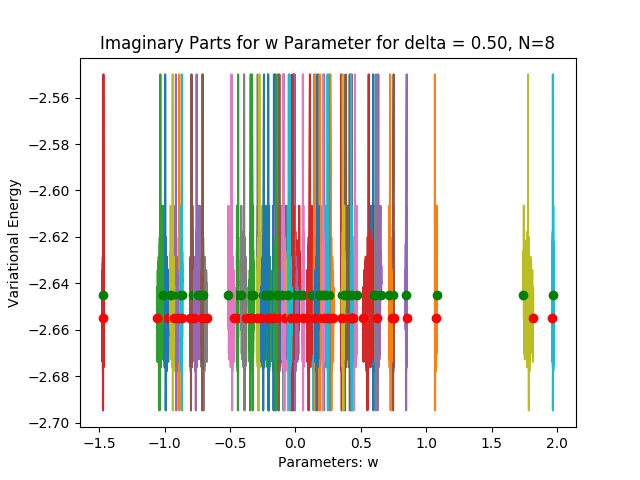 Imaginary Parts for w Parameter for delta = 0.50, N=8
Variational Energy
−2.56
−2.58
−2.60
−2.62
−2.64
−2.66
−2.68
−2.70
−1.5 −1.0 −0.5 0.0 0.5 1.0 1.5 2.0
Parameters: w